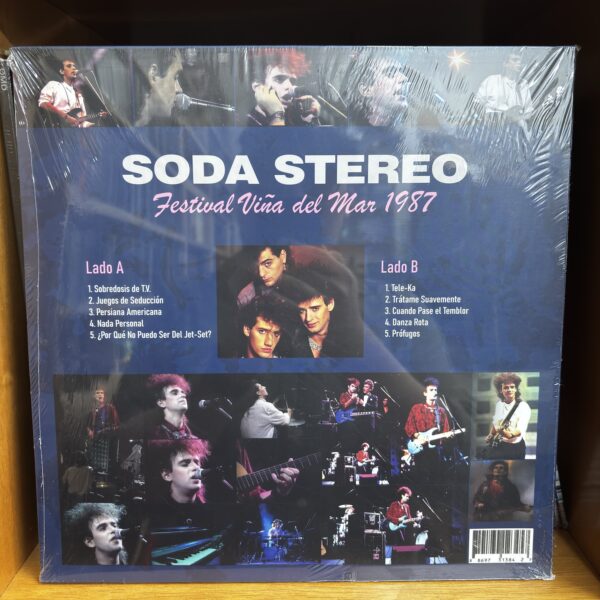 SODA STEREO
Festival Viña del Mar 1987
Lado A
1. Sobredosis de T.V.
2. Juegos de Seducción
3. Persiana Americana
4. Nada Personal
5. ¿Por Qué No Puedo Ser Del Jet-Set?
Lado B
1. Tele-Ka
2. Trátame Suavemente
3. Cuando Pase el Temblor
4. Danza Rota
5. Prófugos